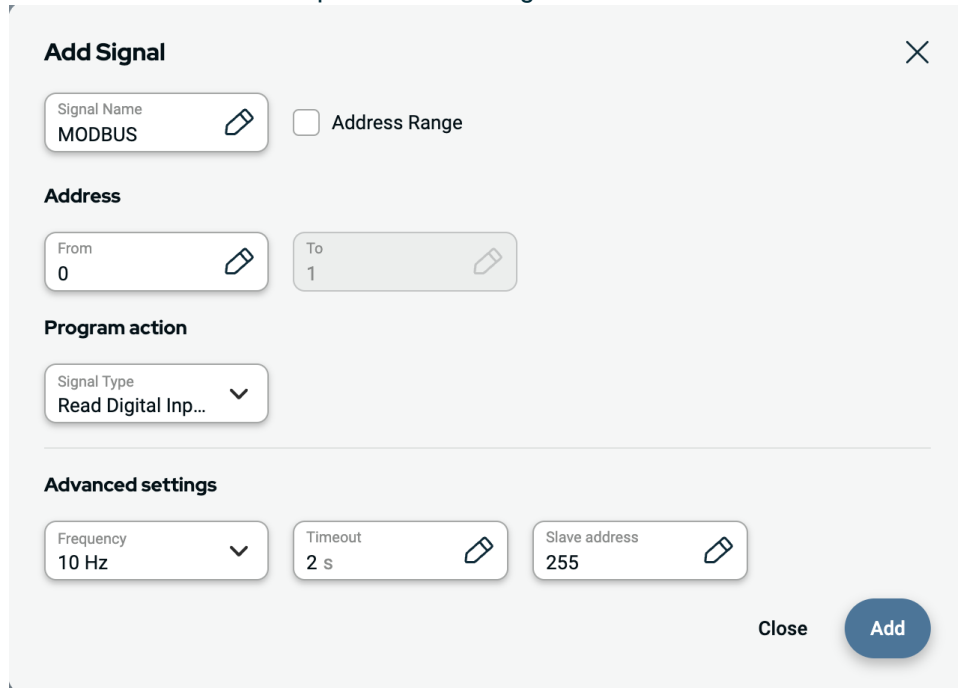 Add Signal
Signal Name
MODBUS
Address Range
Address
From
0
To
1
Program action
Signal Type
Read Digital Inp...
Advanced settings
Frequency
10 Hz
Timeout
2 s
Slave address
255
Close
Add